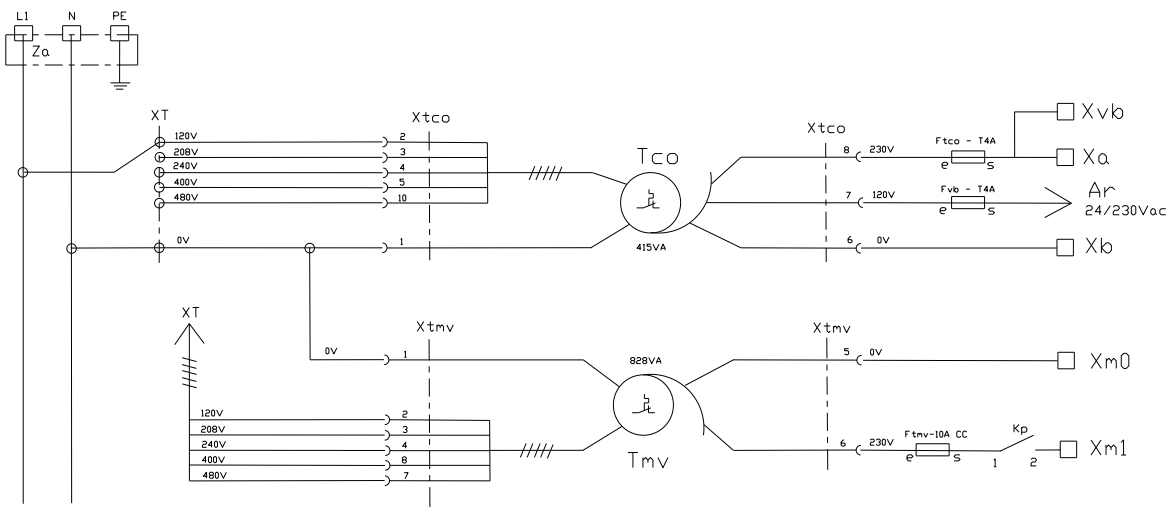 L1 N PE
Za
XT
Xtco
120V 2
208V 3
240V 4
400V 5
480V 10
0V 1
Tco
415VA
Xtco
8 230V
Ftco - T4A
e s
7 120V
Fvb - T4A
e s
6 0V
Xvb
Xa
Ar
24/230Vac
Xb
XT
Xtmv
0V 1
120V 2
208V 3
240V 4
400V 8
480V 7
828VA
Tmv
Xtmv
5 0V
6 230V
Ftmv-10A CC
e s
Kp
1 2
Xm0
Xm1